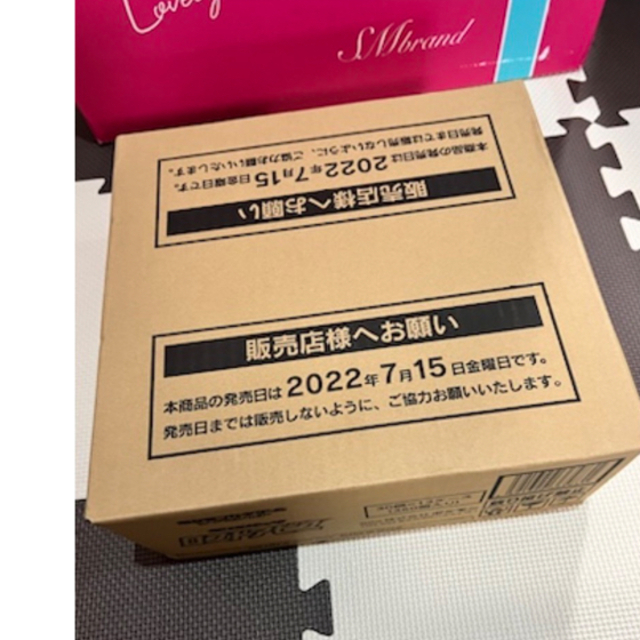 Lovely
SMbrand
本商品の発売日は2022年7月15日金曜日です。
発売日までは販売しないように、ご協力お願いいたします。
販売店様へお願い
販売店様へお願い
本商品の発売日は2022年7月15日金曜日です。
発売日までは販売しないように、ご協力お願いいたします。